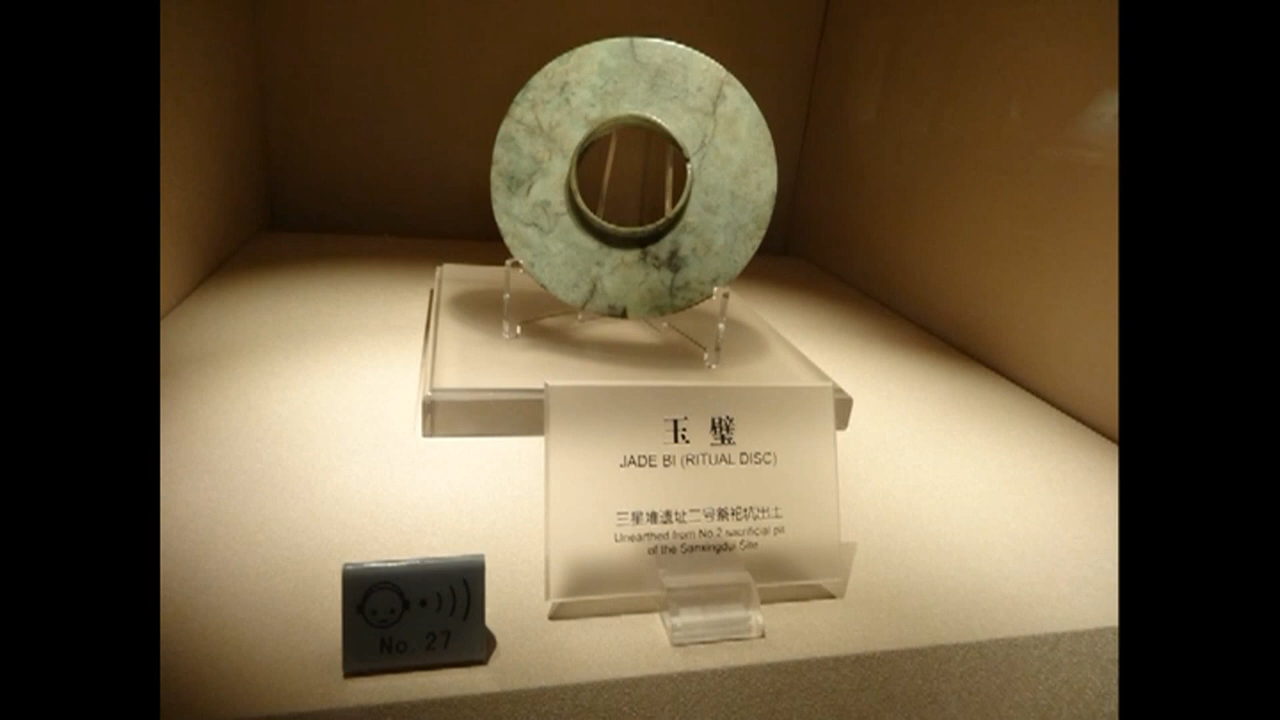 玉璧
JADE BI (RITUAL DISC)
三星堆遗址二号祭祀坑出土
Unearthed from No.2 sacrificial pit
of the Sanxingdui Site
No. 27